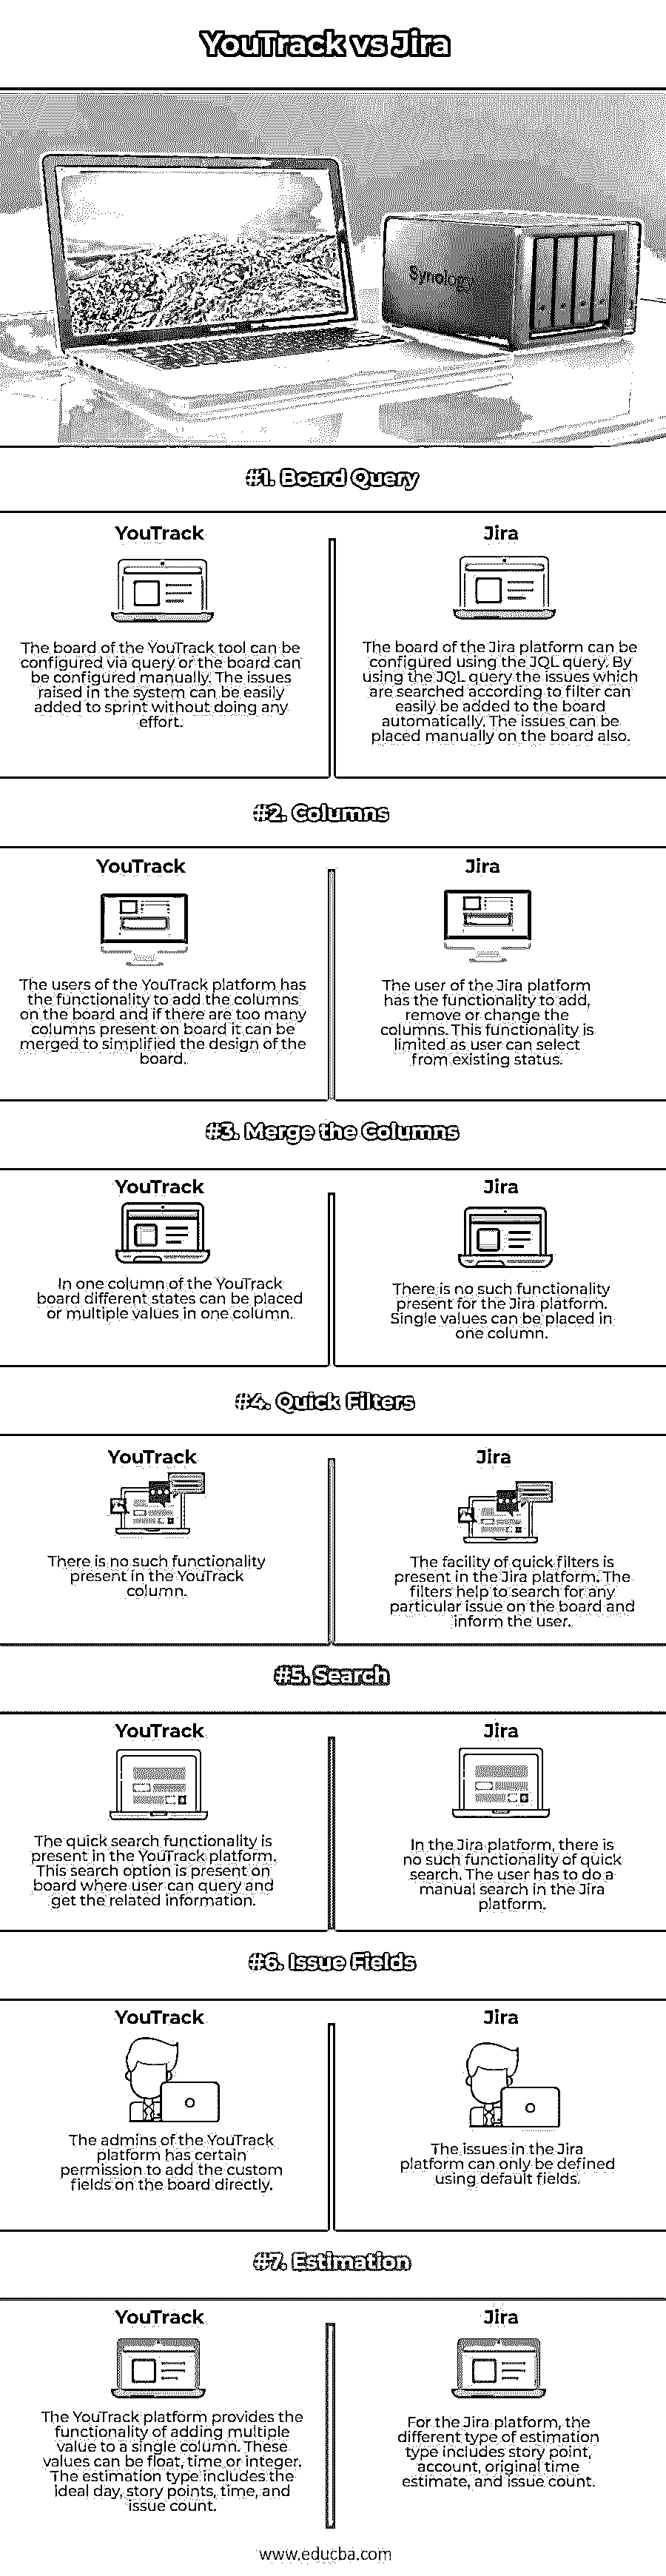 YouTrack vs Jira
Synology
#1. Board Query
YouTrack
The board of the YouTrack tool can be
configured via query or the board can
be configured manually. The issues
raised in the system can be easily
added to sprint without doing any
effort.
Jira
The board of the Jira platform can be
configured using the JQL query. By
using the JQL query the issues which
are searched according to filter can
easily be added to the board
automatically. The issues can be
placed manually on the board also.
#2. Columns
YouTrack
The users of the YouTrack platform has
the functionality to add the columns
on the board and if there are too many
columns present on board it can be
merged to simplified the design of the
board.
Jira
The user of the Jira platform
has the functionality to add,
remove or change the
columns. This functionality is
limited as user can select
from existing status.
#3. Merge the Columns
YouTrack
In one column of the YouTrack
board different states can be placed
or multiple values in one column.
Jira
There is no such functionality
present for the Jira platform.
Single values can be placed in
one column.
#4. Quick Filters
YouTrack
There is no such functionality
present in the YouTrack
column.
Jira
The facility of quick filters is
present in the Jira platform. The
filters help to search for any
particular issue on the board and
inform the user.
#5. Search
YouTrack
The quick search functionality is
present in the YouTrack platform.
This search option is present on
board where user can query and
get the related information.
Jira
In the Jira platform, there is
no such functionality of quick
search. The user has to do a
manual search in the Jira
platform.
#6. Issue Fields
YouTrack
The admins of the YouTrack
platform has certain
permission to add the custom
fields on the board directly.
Jira
The issues in the Jira
platform can only be defined
using default fields.
#7. Estimation
YouTrack
The YouTrack platform provides the
functionality of adding multiple
value to a single column. These
values can be float, time or integer.
The estimation type includes the
ideal day, story points, time, and
issue count.
Jira
For the Jira platform, the
different type of estimation
type includes story point,
account, original time
estimate, and issue count.
www.educba.com